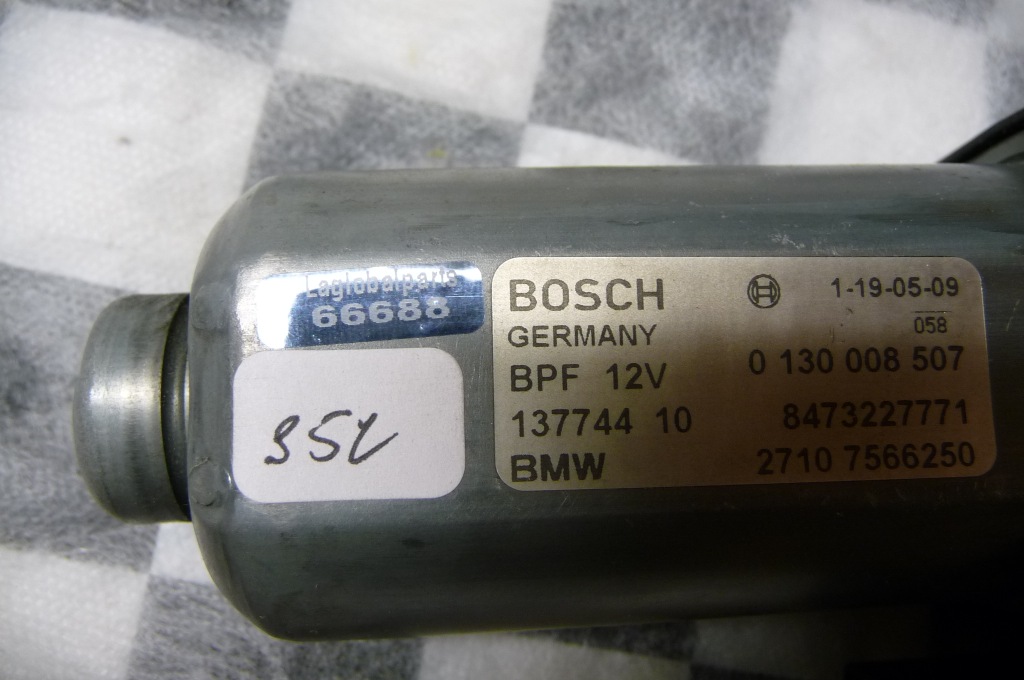 Laglobalparts
66688
BOSCH 1-19-05-09
GERMANY 058
BPF 12V 0 130 008 507
137744 10 8473227771
BMW 2710 7566250